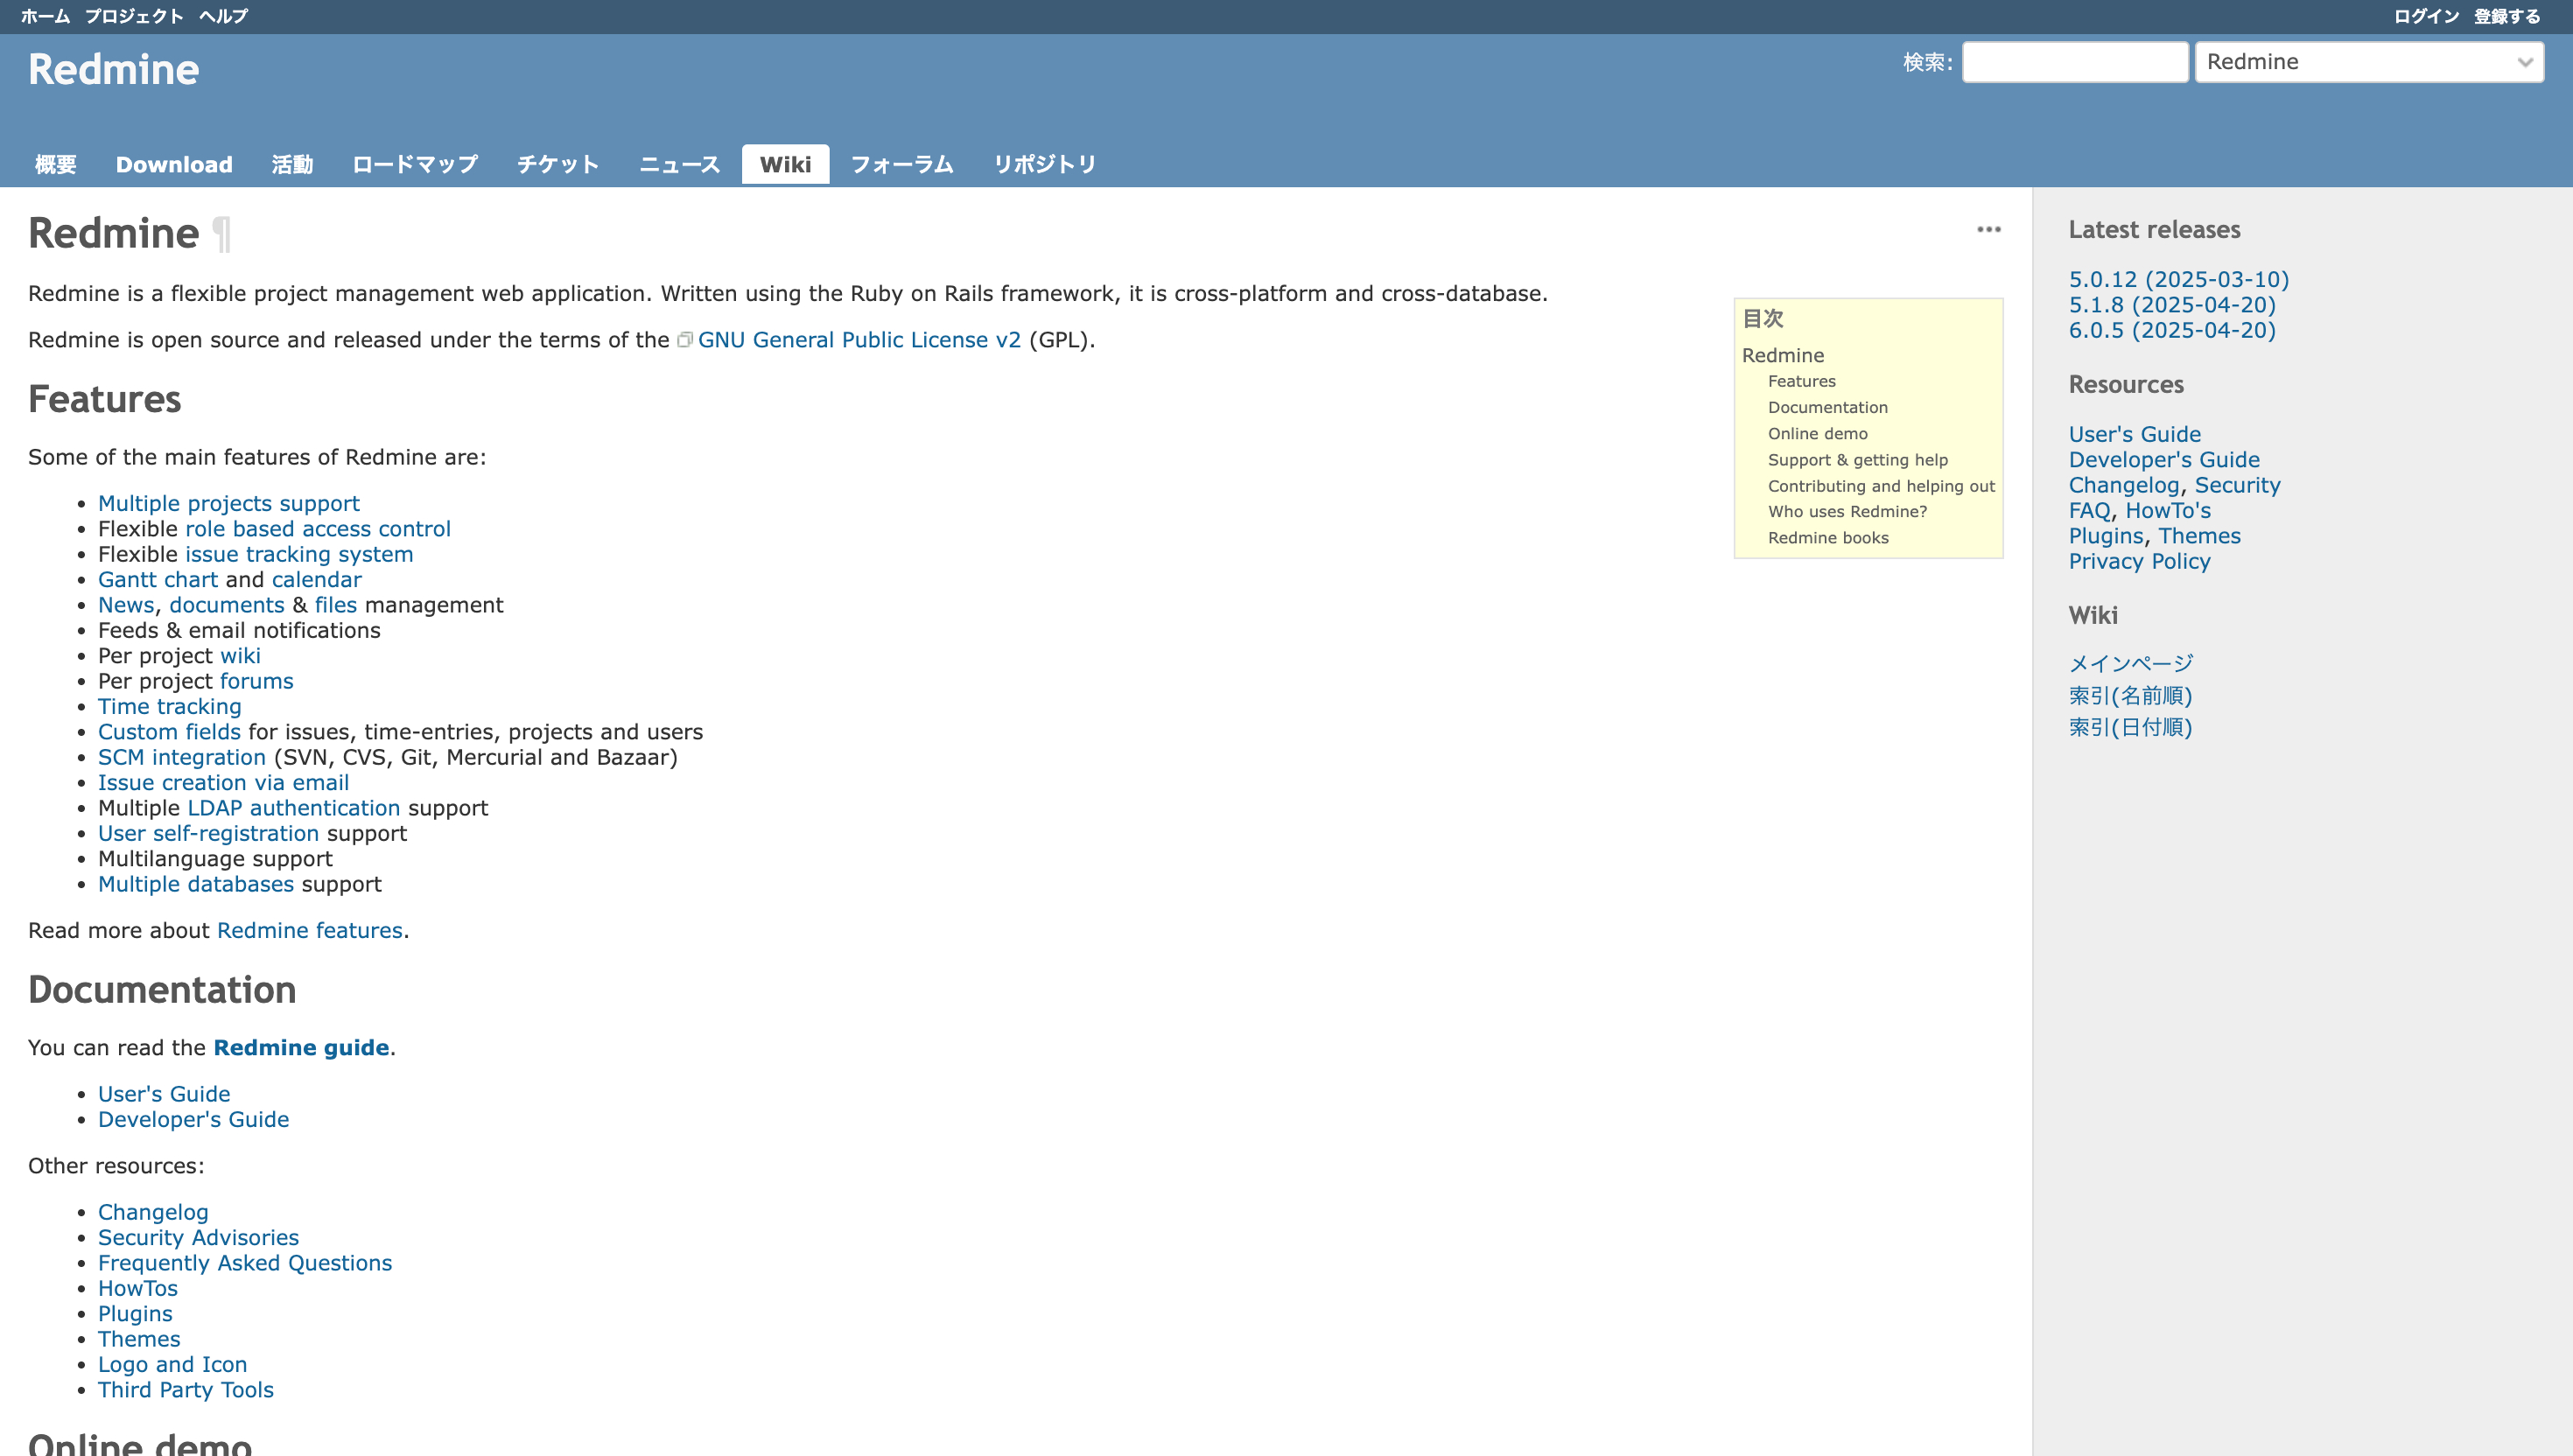 ホーム プロジェクト ヘルプ ログイン 登録する
Redmine
検索: Redmine
概要 Download 活動 ロードマップ チケット ニュース Wiki フォーラム リポジトリ
Redmine ¶
Redmine is a flexible project management web application. Written using the Ruby on Rails framework, it is cross-platform and cross-database.
Redmine is open source and released under the terms of the GNU General Public License v2 (GPL).
Features
Some of the main features of Redmine are:
• Multiple projects support
• Flexible role based access control
• Flexible issue tracking system
• Gantt chart and calendar
• News, documents & files management
• Feeds & email notifications
• Per project wiki
• Per project forums
• Time tracking
• Custom fields for issues, time-entries, projects and users
• SCM integration (SVN, CVS, Git, Mercurial and Bazaar)
• Issue creation via email
• Multiple LDAP authentication support
• User self-registration support
• Multilanguage support
• Multiple databases support
Read more about Redmine features.
Documentation
You can read the Redmine guide.
• User's Guide
• Developer's Guide
Other resources:
• Changelog
• Security Advisories
• Frequently Asked Questions
• HowTos
• Plugins
• Themes
• Logo and Icon
• Third Party Tools
Online demo
目次
Redmine
Features
Documentation
Online demo
Support & getting help
Contributing and helping out
Who uses Redmine?
Redmine books
Latest releases
5.0.12 (2025-03-10)
5.1.8 (2025-04-20)
6.0.5 (2025-04-20)
Resources
User's Guide
Developer's Guide
Changelog, Security
FAQ, HowTo's
Plugins, Themes
Privacy Policy
Wiki
メインページ
索引(名前順)
索引(日付順)